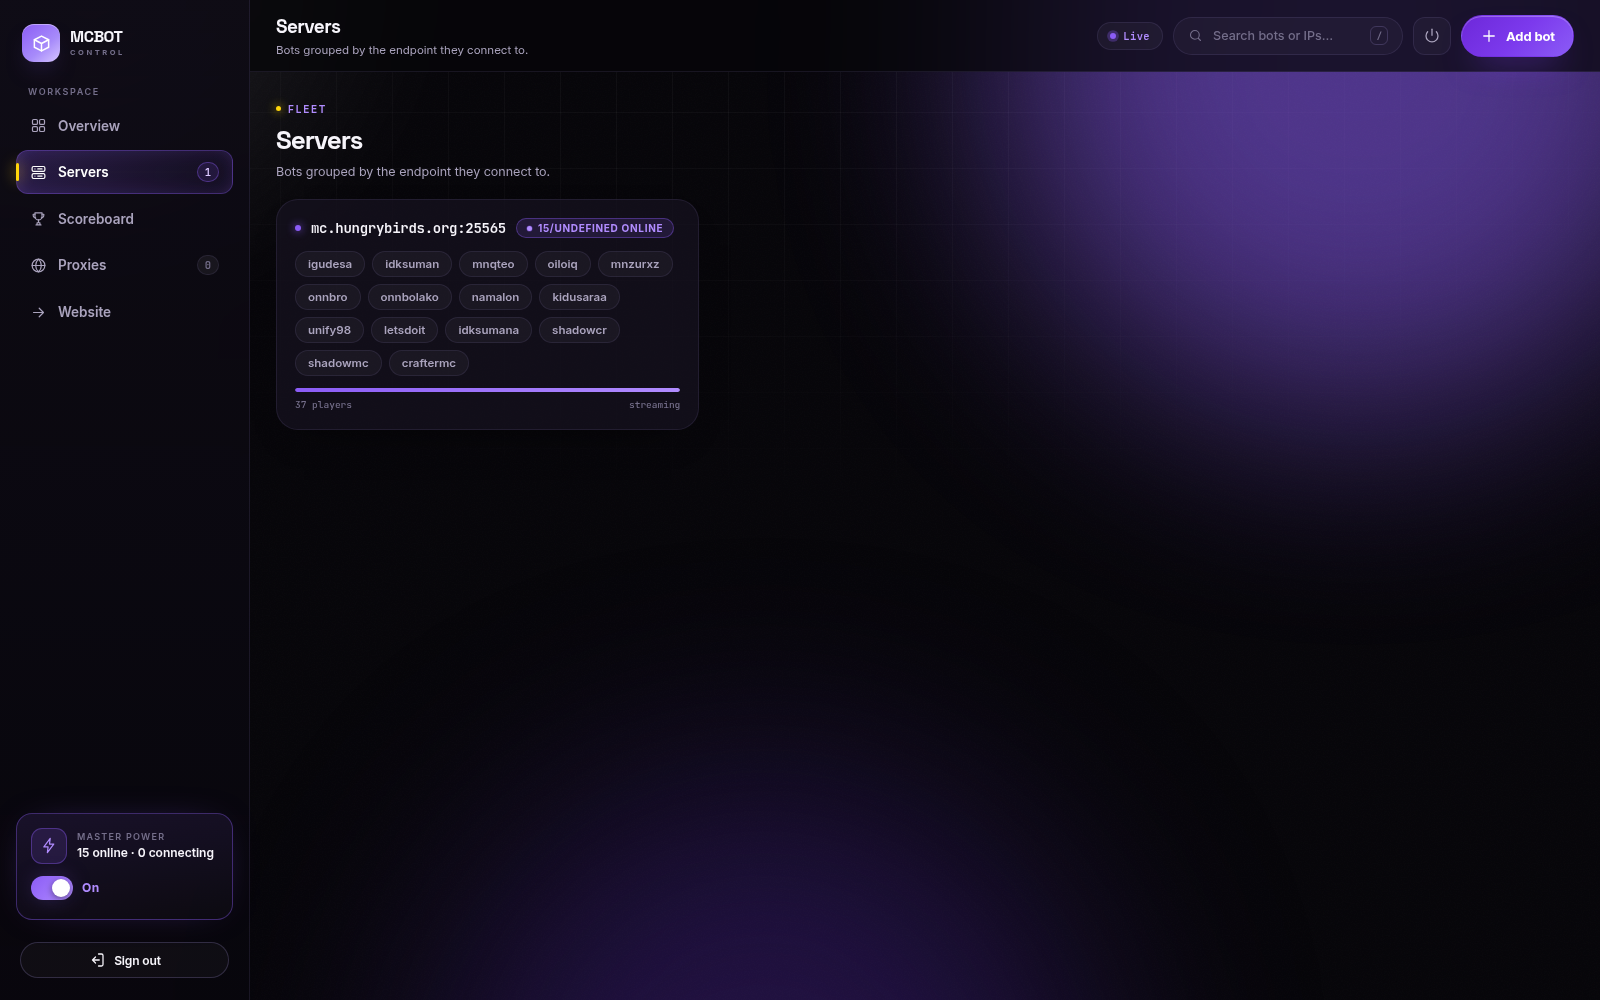 MCBOT
CONTROL
WORKSPACE
Overview
Servers 1
Scoreboard
Proxies 0
Website
MASTER POWER
15 online · 0 connecting
On
Sign out
Servers
Bots grouped by the endpoint they connect to.
Live
Search bots or IPs...
/
Add bot
FLEET
Servers
Bots grouped by the endpoint they connect to.
mc.hungrybirds.org:25565 15/UNDEFINED ONLINE
igudesa idksuman mnqteo oiloiq mnzurxz
onnbro onnbolako namalon kidusaraa
unify98 letsdoit idksumana shadowcr
shadowmc craftermc
37 players streaming